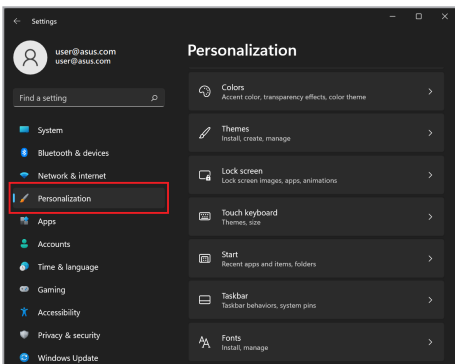 Settings
user@asus.com
user@asus.com
Find a setting
System
Bluetooth & devices
Network & internet
Personalization
Apps
Accounts
Time & language
Gaming
Accessibility
Privacy & security
Windows Update
Personalization
Colors
Accent color, transparency effects, color theme
Themes
Install, create, manage
Lock screen
Lock screen images, apps, animations
Touch keyboard
Themes, size
Start
Recent apps and items, folders
Taskbar
Taskbar behaviors, system pins
Fonts
Install, manage